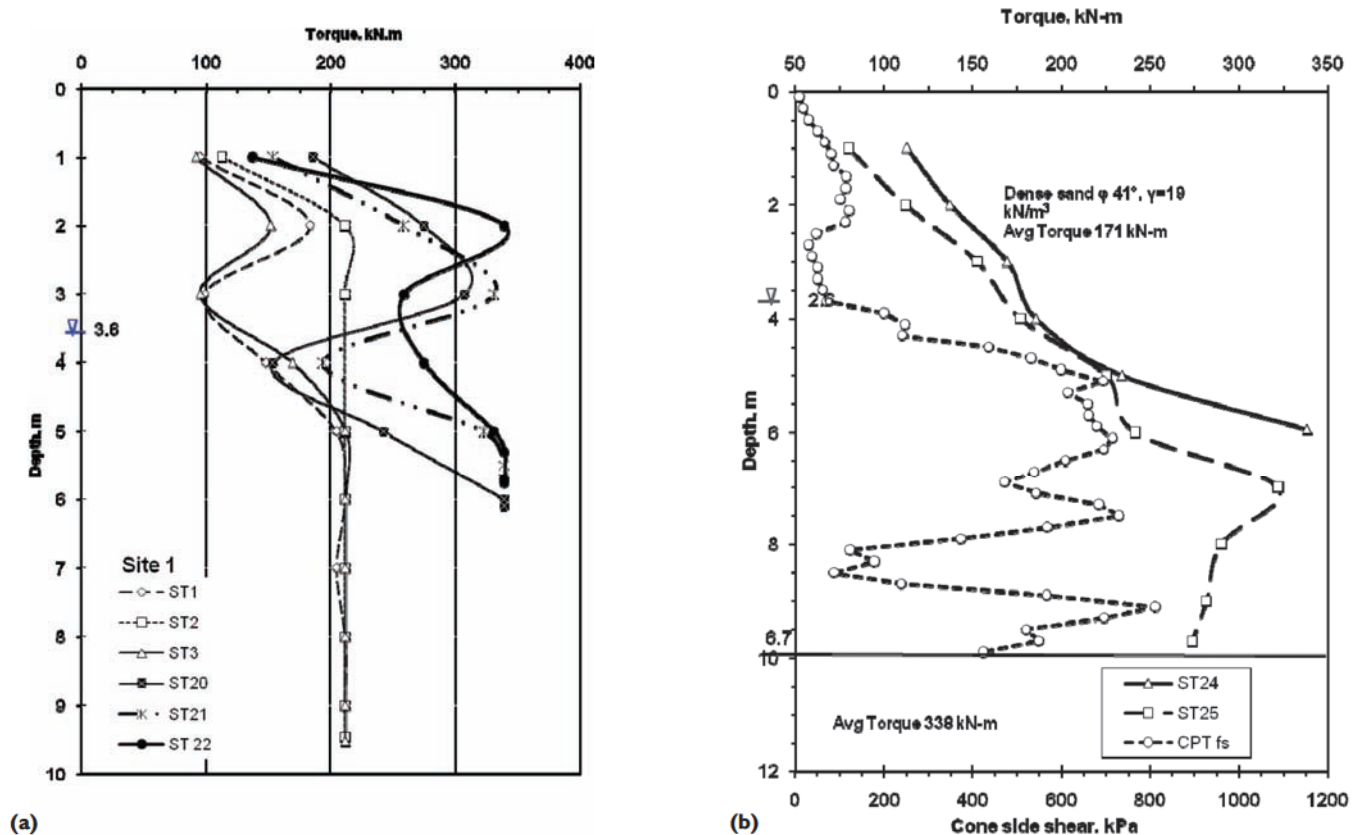 Torque. kN.m
0 100 200 300 400
0
1
2
3
3.6
4
5
6
7
8
9
10
Depth. m
Site 1
ST1
ST2
ST3
ST20
ST21
ST 22
(a)
Torque. kN-m
50 100 150 200 250 300 350
0
2
4
6
8
10
12
Depth. m
Dense sand φ 41°. γ=19
kN/m³
Avg Torque 171 kN-m
6.7
Avg Torque 338 kN-m
ST24
ST25
CPT fs
0 200 400 600 800 1000 1200
Cone side shear. kPa
(b)